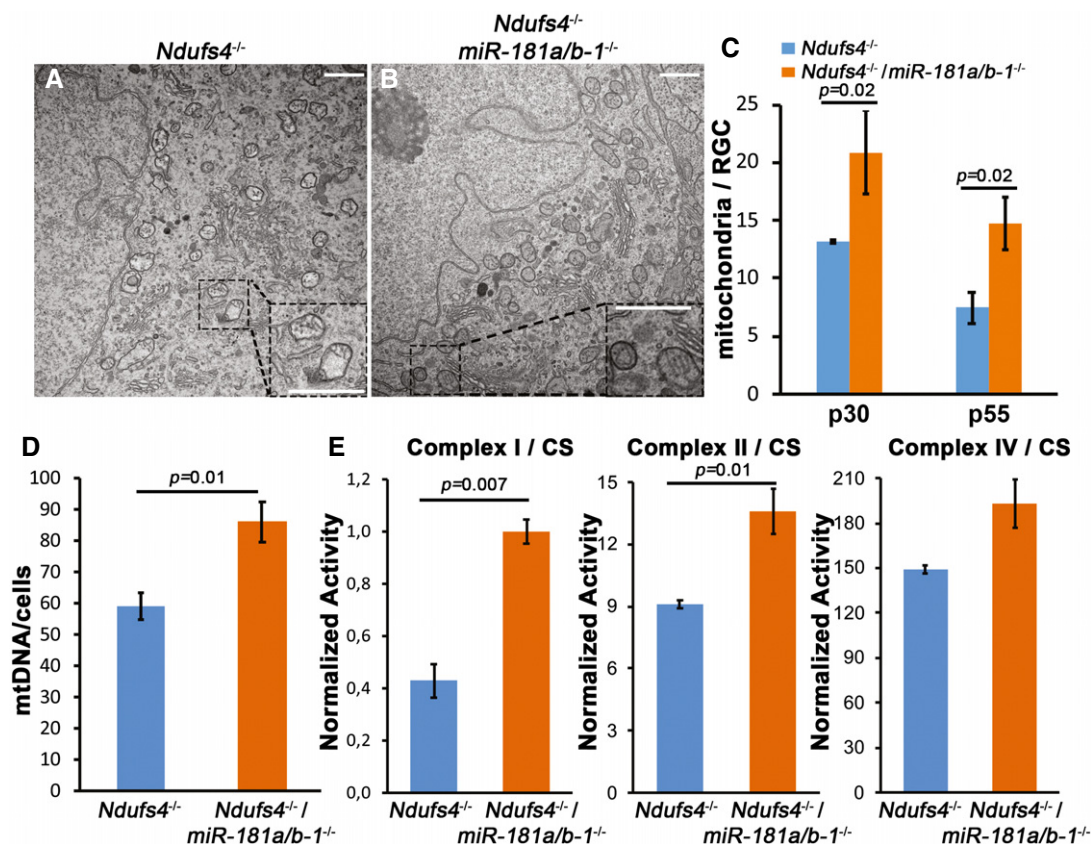 Ndufs4-/-
A
Ndufs4-/-
miR-181a/b-1-/-
B
C
Ndufs4-/-
Ndufs4-/-/miR-181a/b-1-/-
p=0.02
p=0.02
mitochondria / RGC
25
20
15
10
5
0
p30
p55
D
p=0.01
mtDNA/cells
100
90
80
70
60
50
40
30
20
10
0
Ndufs4-/-
Ndufs4-/-/
miR-181a/b-1-/-
E
Complex I / CS
p=0.007
Normalized Activity
1,2
1,0
0,8
0,6
0,4
0,2
0,0
Ndufs4-/-
Ndufs4-/-/
miR-181a/b-1-/-
Complex II / CS
p=0.01
Normalized Activity
15
12
9
6
3
0
Ndufs4-/-
Ndufs4-/-/
miR-181a/b-1-/-
Complex IV / CS
Normalized Activity
210
180
150
120
90
60
30
0
Ndufs4-/-
Ndufs4-/-/
miR-181a/b-1-/-